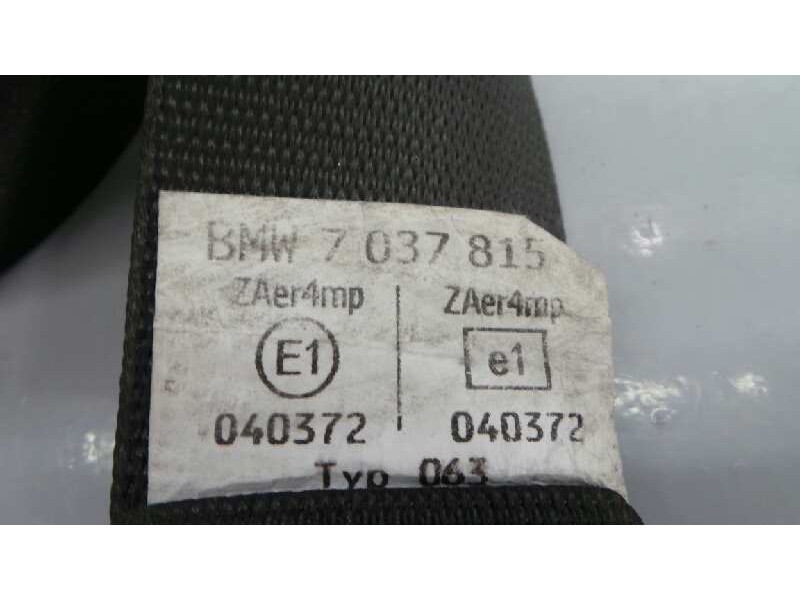 BMW 7 037 815
ZAer4mp ZAer4mp
E1 e1
040372 040372
Typ 063